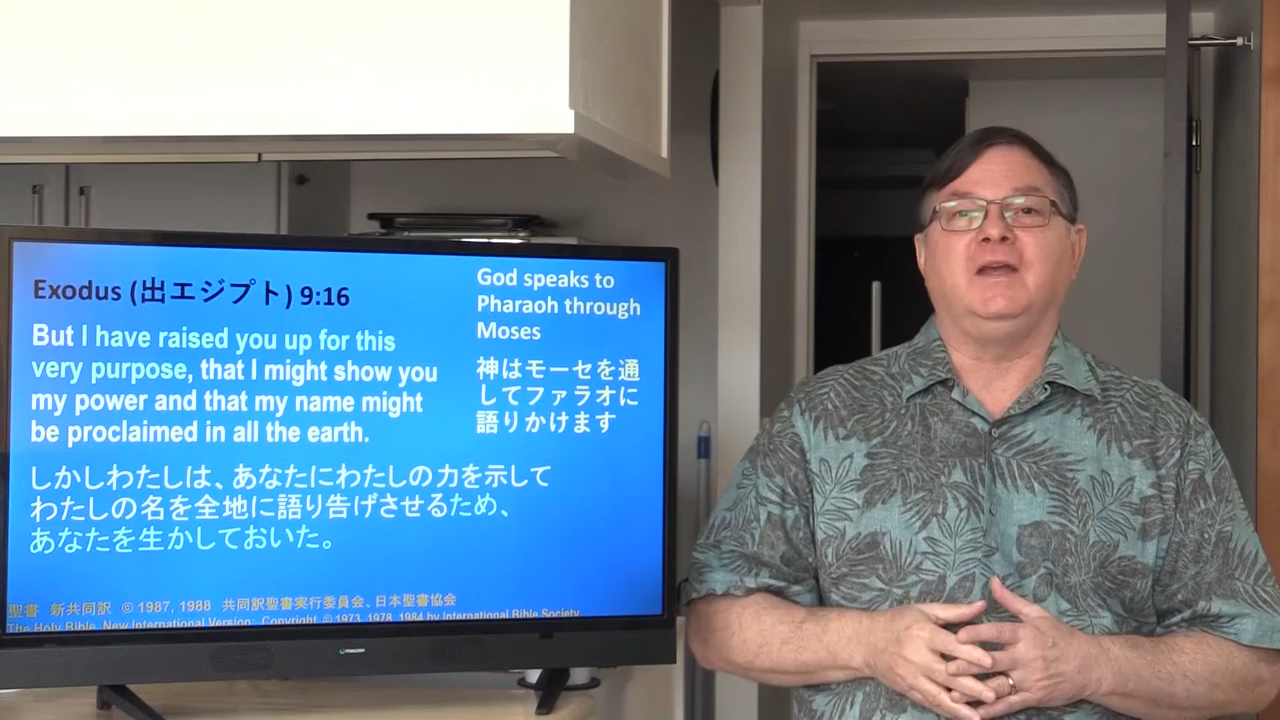 Exodus (出エジプト) 9:16
But I have raised you up for this
very purpose, that I might show you
my power and that my name might
be proclaimed in all the earth.
しかしわたしは、あなたにわたしの力を示して
わたしの名を全地に語り告げさせるため、
あなたを生かしておいた。
God speaks to
Pharaoh through
Moses
神はモーセを通
してファラオに
語りかけます
聖書 新共同訳 © 1987, 1988 共同訳聖書実行委員会、日本聖書協会
The Holy Bible, New International Version: Copyright © 1973, 1978, 1984 by International Bible Society